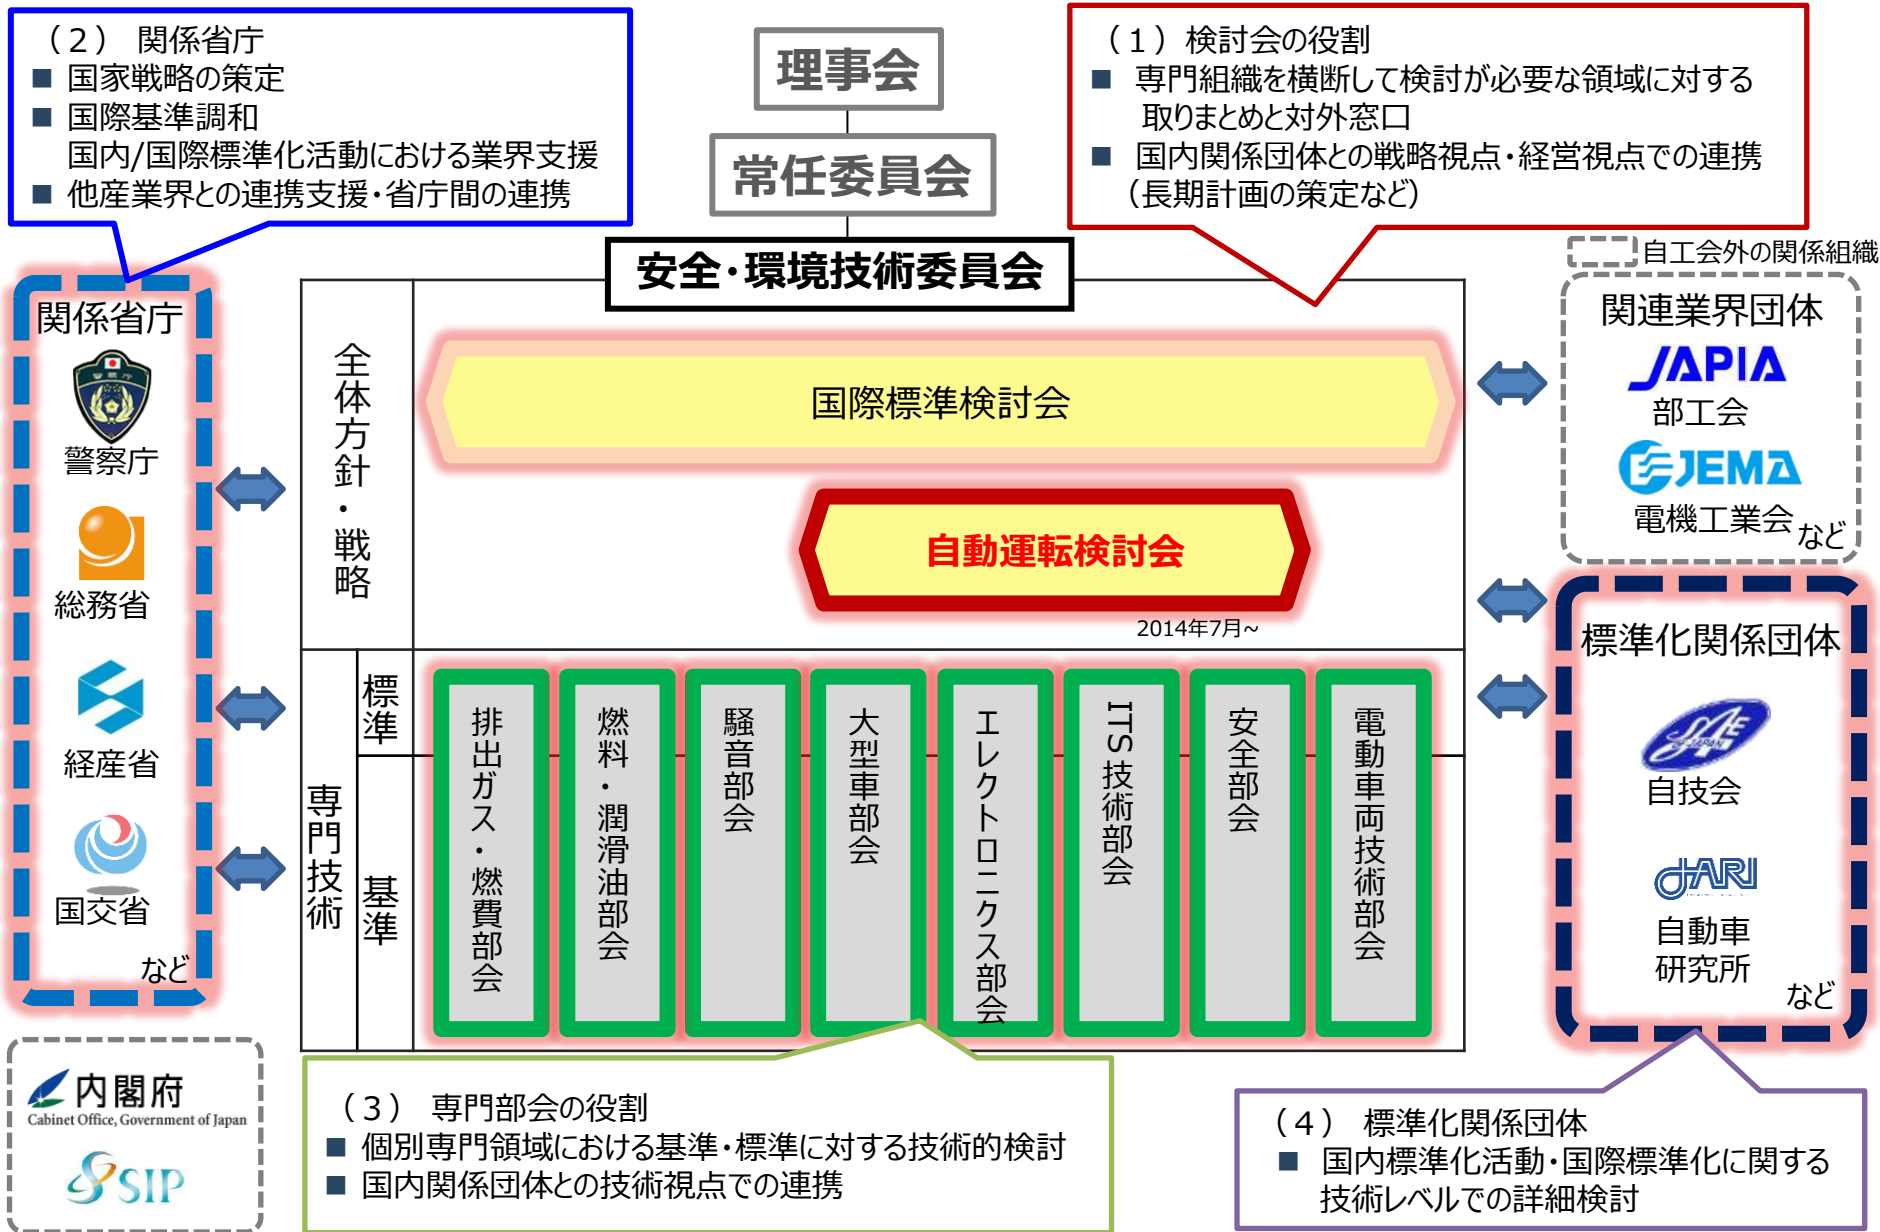 （２） 関係省庁
■ 国家戦略の策定
■ 国際基準調和
国内/国際標準化活動における業界支援
■ 他産業界との連携支援・省庁間の連携
理事会
常任委員会
安全・環境技術委員会
（１）検討会の役割
■ 専門組織を横断して検討が必要な領域に対する
取りまとめと対外窓口
■ 国内関係団体との戦略視点・経営視点での連携
（長期計画の策定など）
自工会外の関係組織
関係省庁
警察庁
総務省
経産省
国交省
など
全体方針・戦略
国際標準検討会
自動運転検討会
2014年7月~
専門技術
標準
基準
排出ガス・燃費部会
燃料・潤滑油部会
騒音部会
大型車部会
エレクトロニクス部会
ITS技術部会
安全部会
電動車両技術部会
関連業界団体
JAPIA
部工会
JEMA
電機工業会
など
標準化関係団体
SAE
OF JAPAN
自技会
JARI
自動車
研究所
など
内閣府
Cabinet Office, Government of Japan
SIP
（３） 専門部会の役割
■ 個別専門領域における基準・標準に対する技術的検討
■ 国内関係団体との技術視点での連携
（４） 標準化関係団体
■ 国内標準化活動・国際標準化に関する
技術レベルでの詳細検討